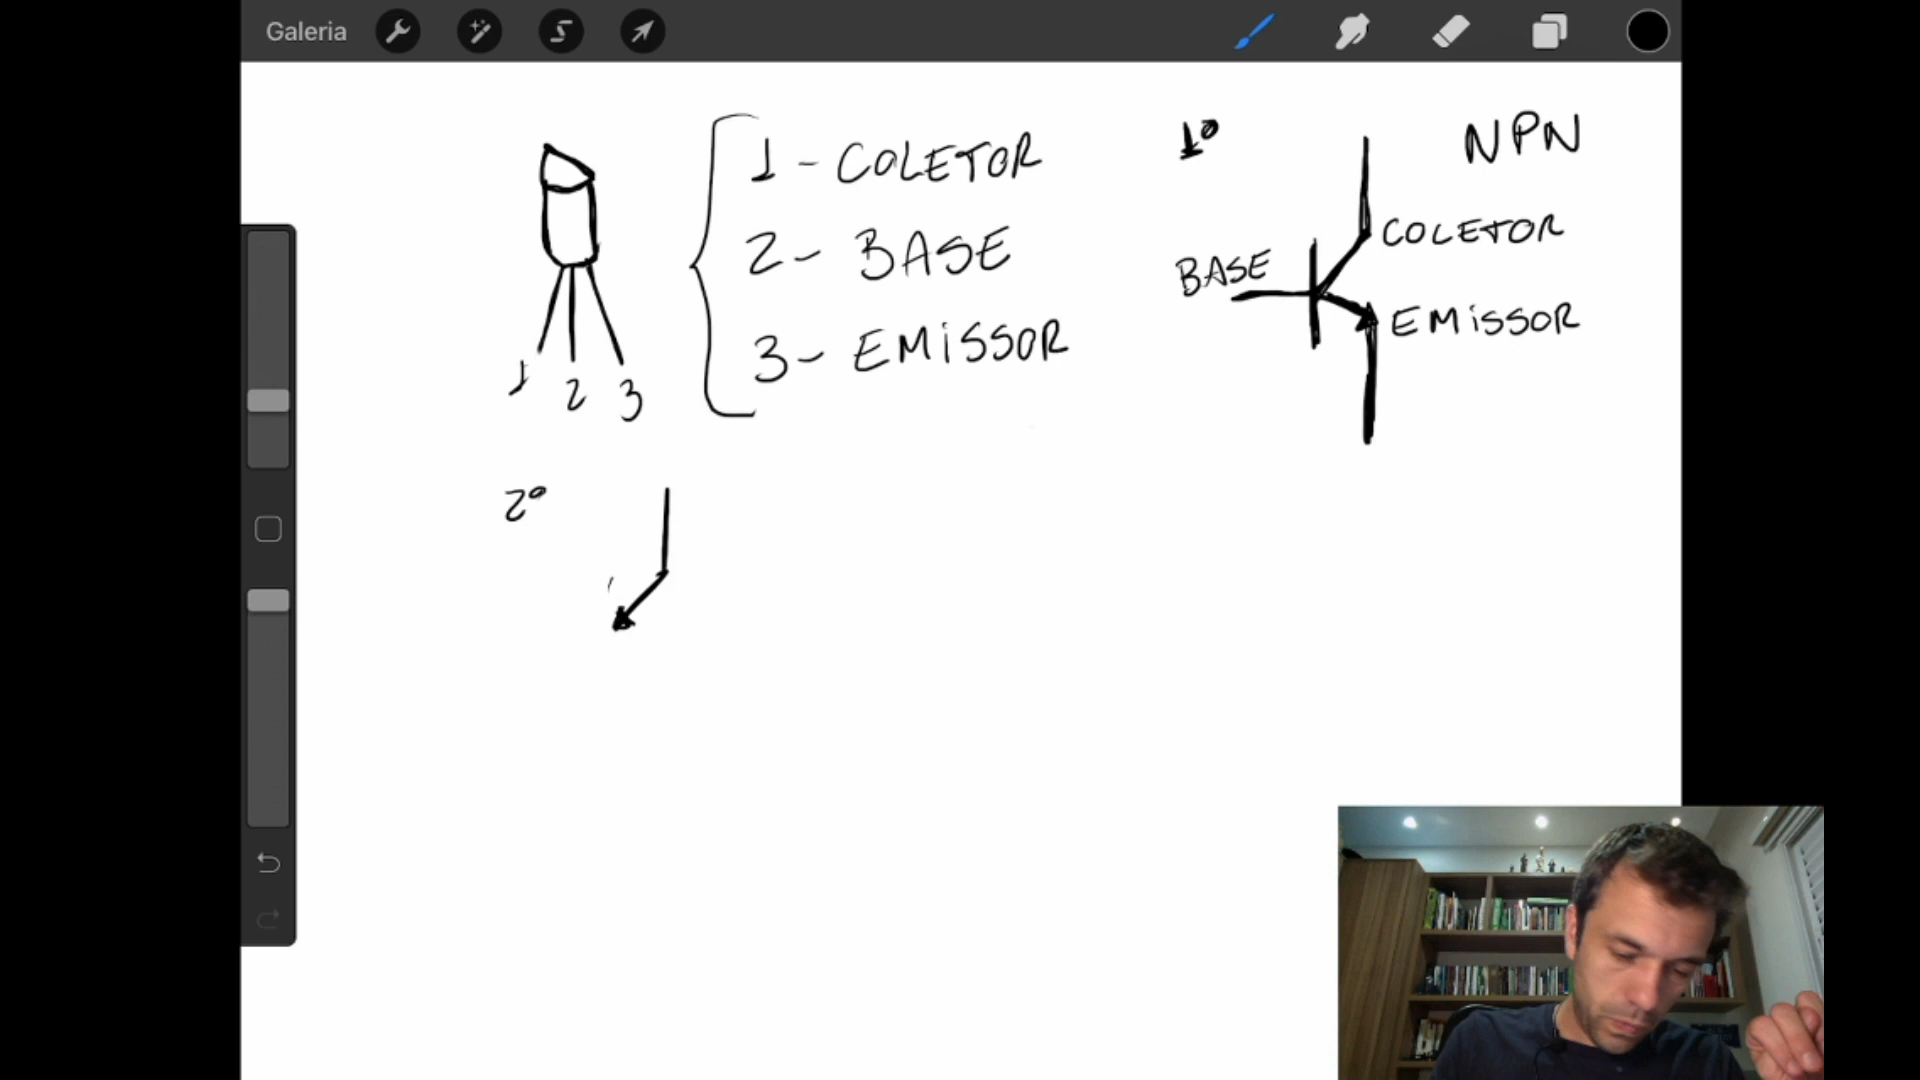 Galeria
1 - COLETOR
2 - BASE
3 - EMISSOR
1 2 3
1º
NPN
COLETOR
BASE
EMISSOR
2º